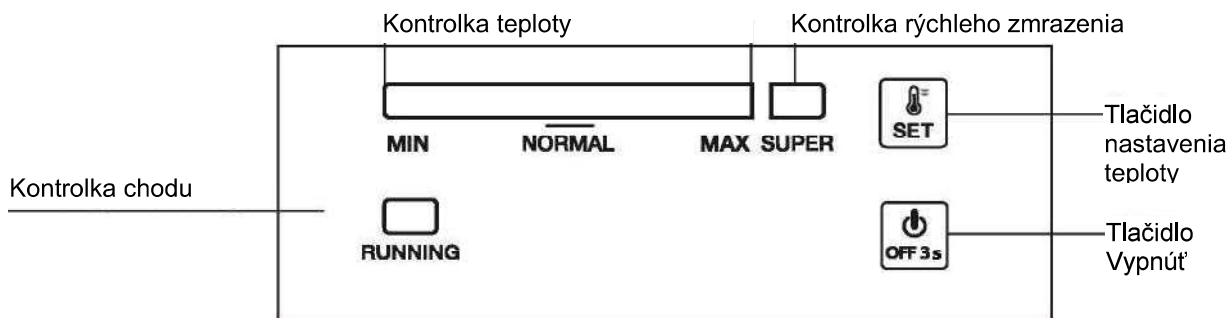 Kontrolka teploty
Kontrolka rýchleho zmrazenia
MIN
NORMAL
MAX
SUPER
SET
Tlačidlo
nastavenia
teploty
Kontrolka chodu
RUNNING
OFF 3s
Tlačidlo
Vypnúť